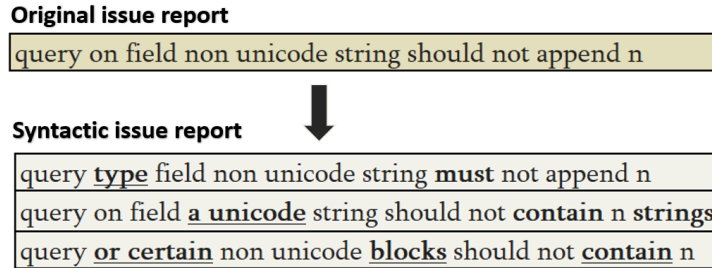 Original issue report
query on field non unicode string should not append n
Syntactic issue report
query type field non unicode string must not append n
query on field a unicode string should not contain n strings
query or certain non unicode blocks should not contain n